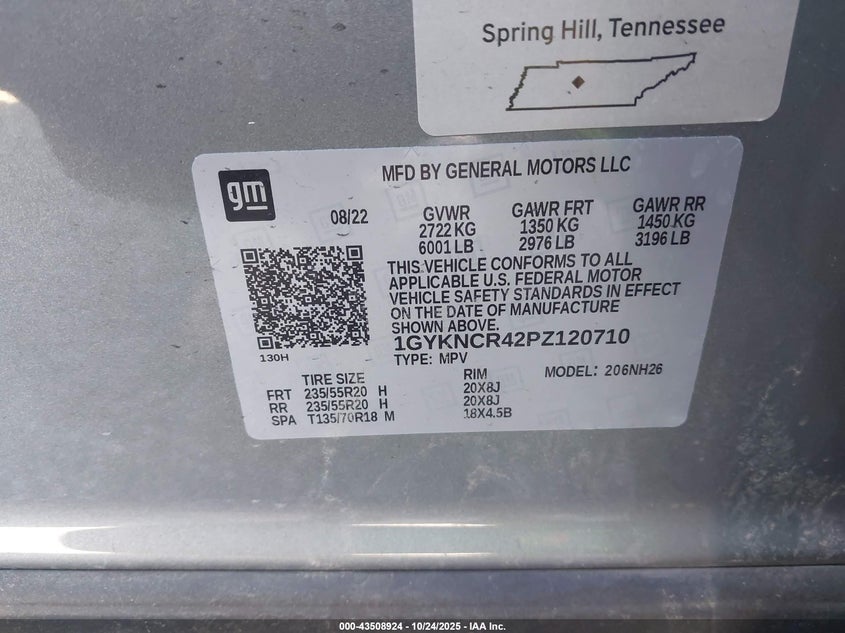 Spring Hill, Tennessee
gm
MFD BY GENERAL MOTORS LLC
08/22
GVWR
2722 KG
6001 LB
GAWR FRT
1350 KG
2976 LB
GAWR RR
1450 KG
3196 LB
THIS VEHICLE CONFORMS TO ALL
APPLICABLE U.S. FEDERAL MOTOR
VEHICLE SAFETY STANDARDS IN EFFECT
ON THE DATE OF MANUFACTURE
SHOWN ABOVE.
1GYKNCR42PZ120710
130H
TYPE: MPV
MODEL: 206NH26
TIRE SIZE RIM
FRT 235/55R20 H 20X8J
RR 235/55R20 H 20X8J
SPA T135/70R18 M 18X4.5B
000-43508924 - 10/24/2025 - IAA Inc.